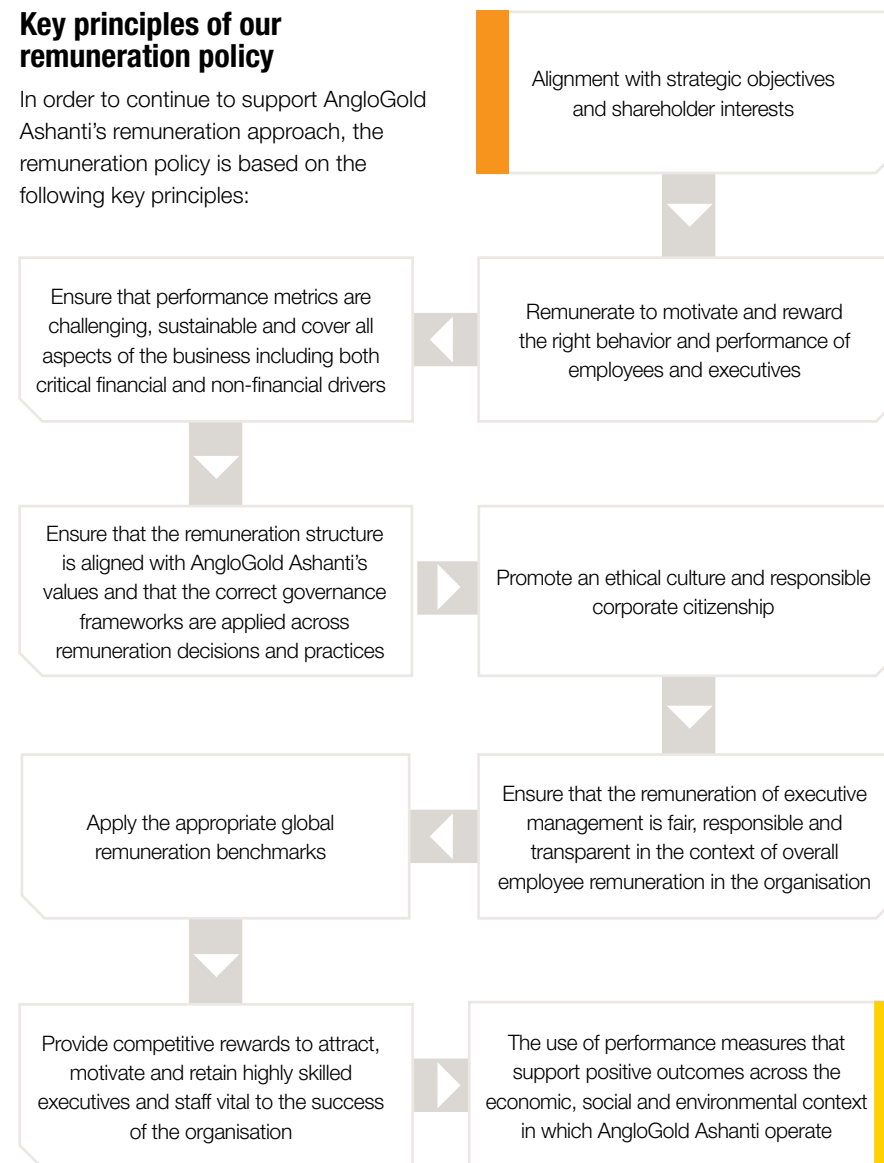 Key principles of our
remuneration policy
In order to continue to support AngloGold
Ashanti’s remuneration approach, the
remuneration policy is based on the
following key principles:
Alignment with strategic objectives
and shareholder interests
Remunerate to motivate and reward
the right behavior and performance of
employees and executives
Ensure that performance metrics are
challenging, sustainable and cover all
aspects of the business including both
critical financial and non-financial drivers
Ensure that the remuneration structure
is aligned with AngloGold Ashanti’s
values and that the correct governance
frameworks are applied across
remuneration decisions and practices
Promote an ethical culture and responsible
corporate citizenship
Ensure that the remuneration of executive
management is fair, responsible and
transparent in the context of overall
employee remuneration in the organisation
Apply the appropriate global
remuneration benchmarks
Provide competitive rewards to attract,
motivate and retain highly skilled
executives and staff vital to the success
of the organisation
The use of performance measures that
support positive outcomes across the
economic, social and environmental context
in which AngloGold Ashanti operate